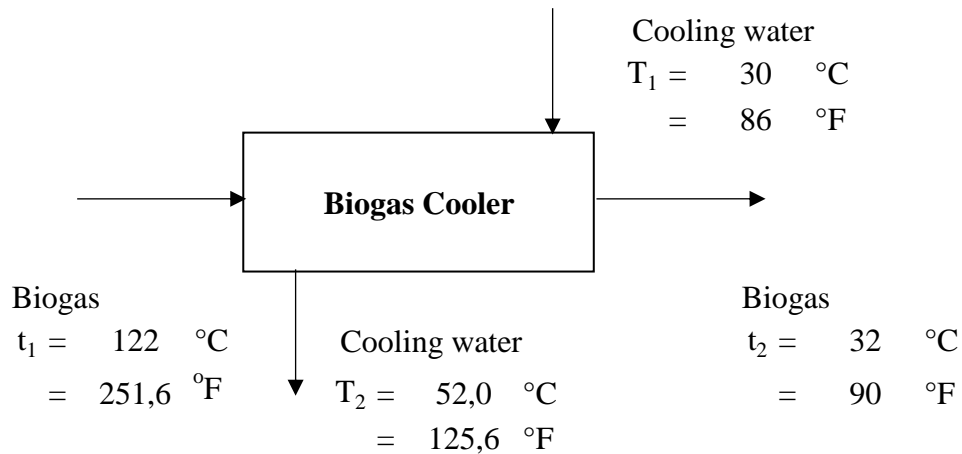 Cooling water
T₁ = 30 °C
= 86 °F
Biogas Cooler
Biogas
t₁ = 122 °C
= 251,6 °F
Cooling water
T₂ = 52,0 °C
= 125,6 °F
Biogas
t₂ = 32 °C
= 90 °F